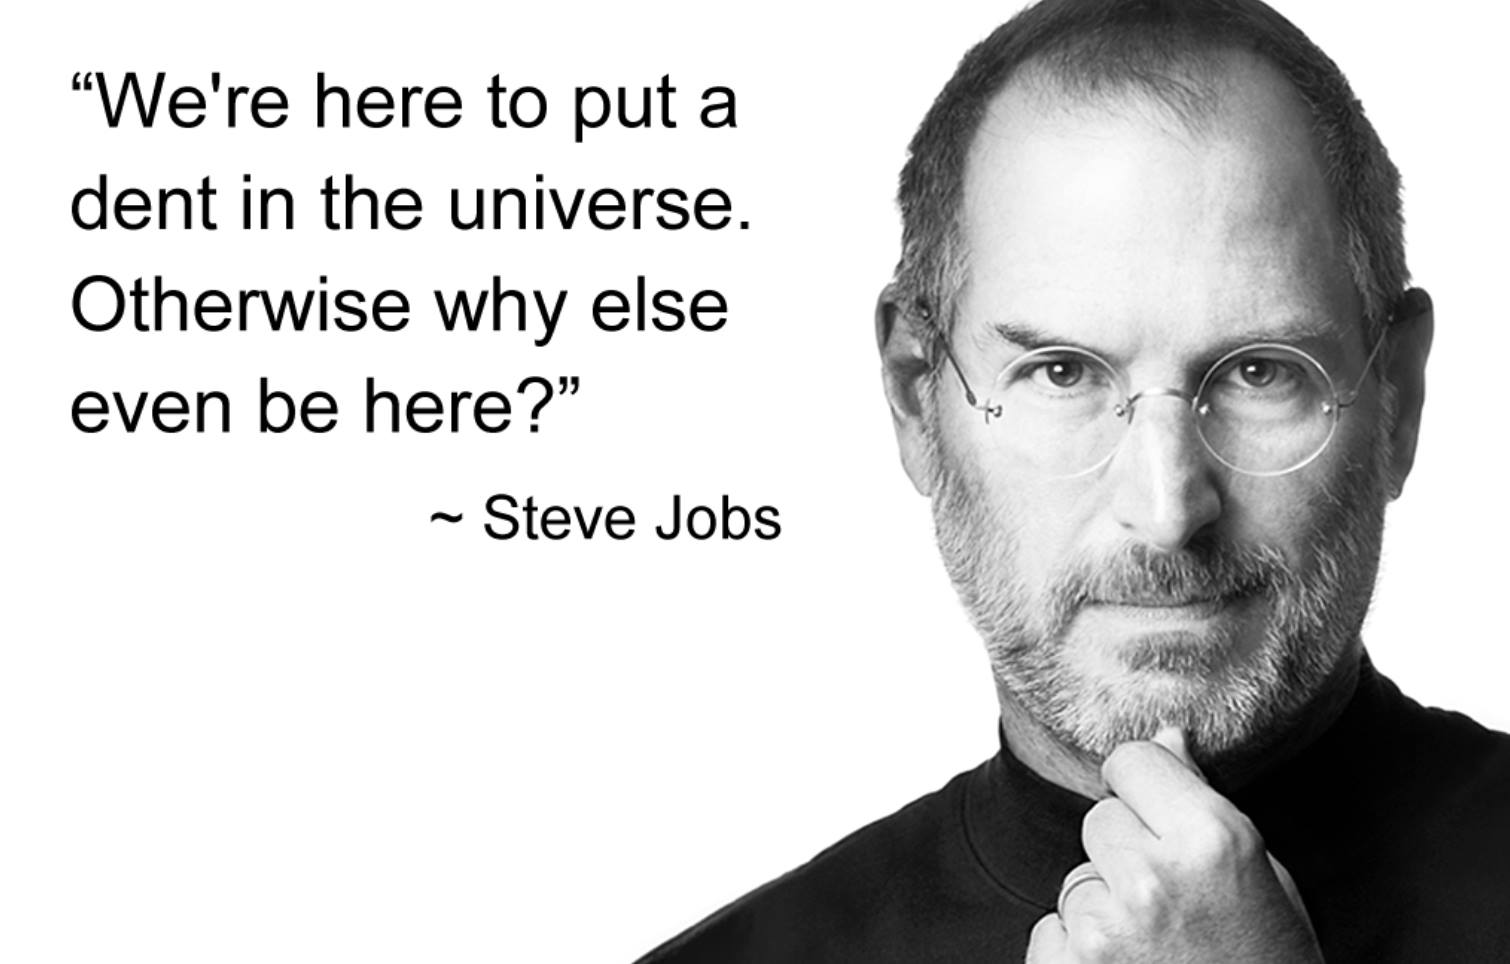 “We're here to put a
dent in the universe.
Otherwise why else
even be here?”
~ Steve Jobs